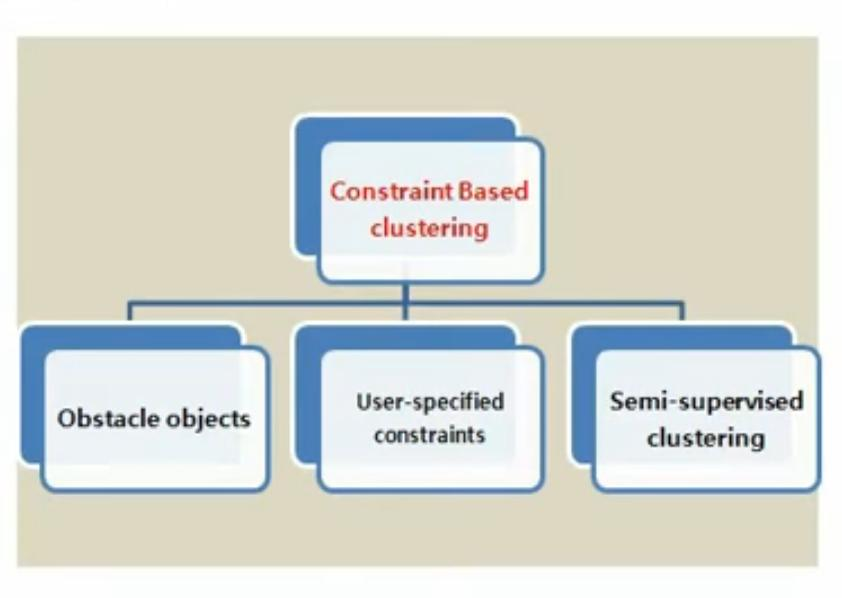 Constraint Based
clustering
Obstacle objects
User-specified
constraints
Semi-supervised
clustering